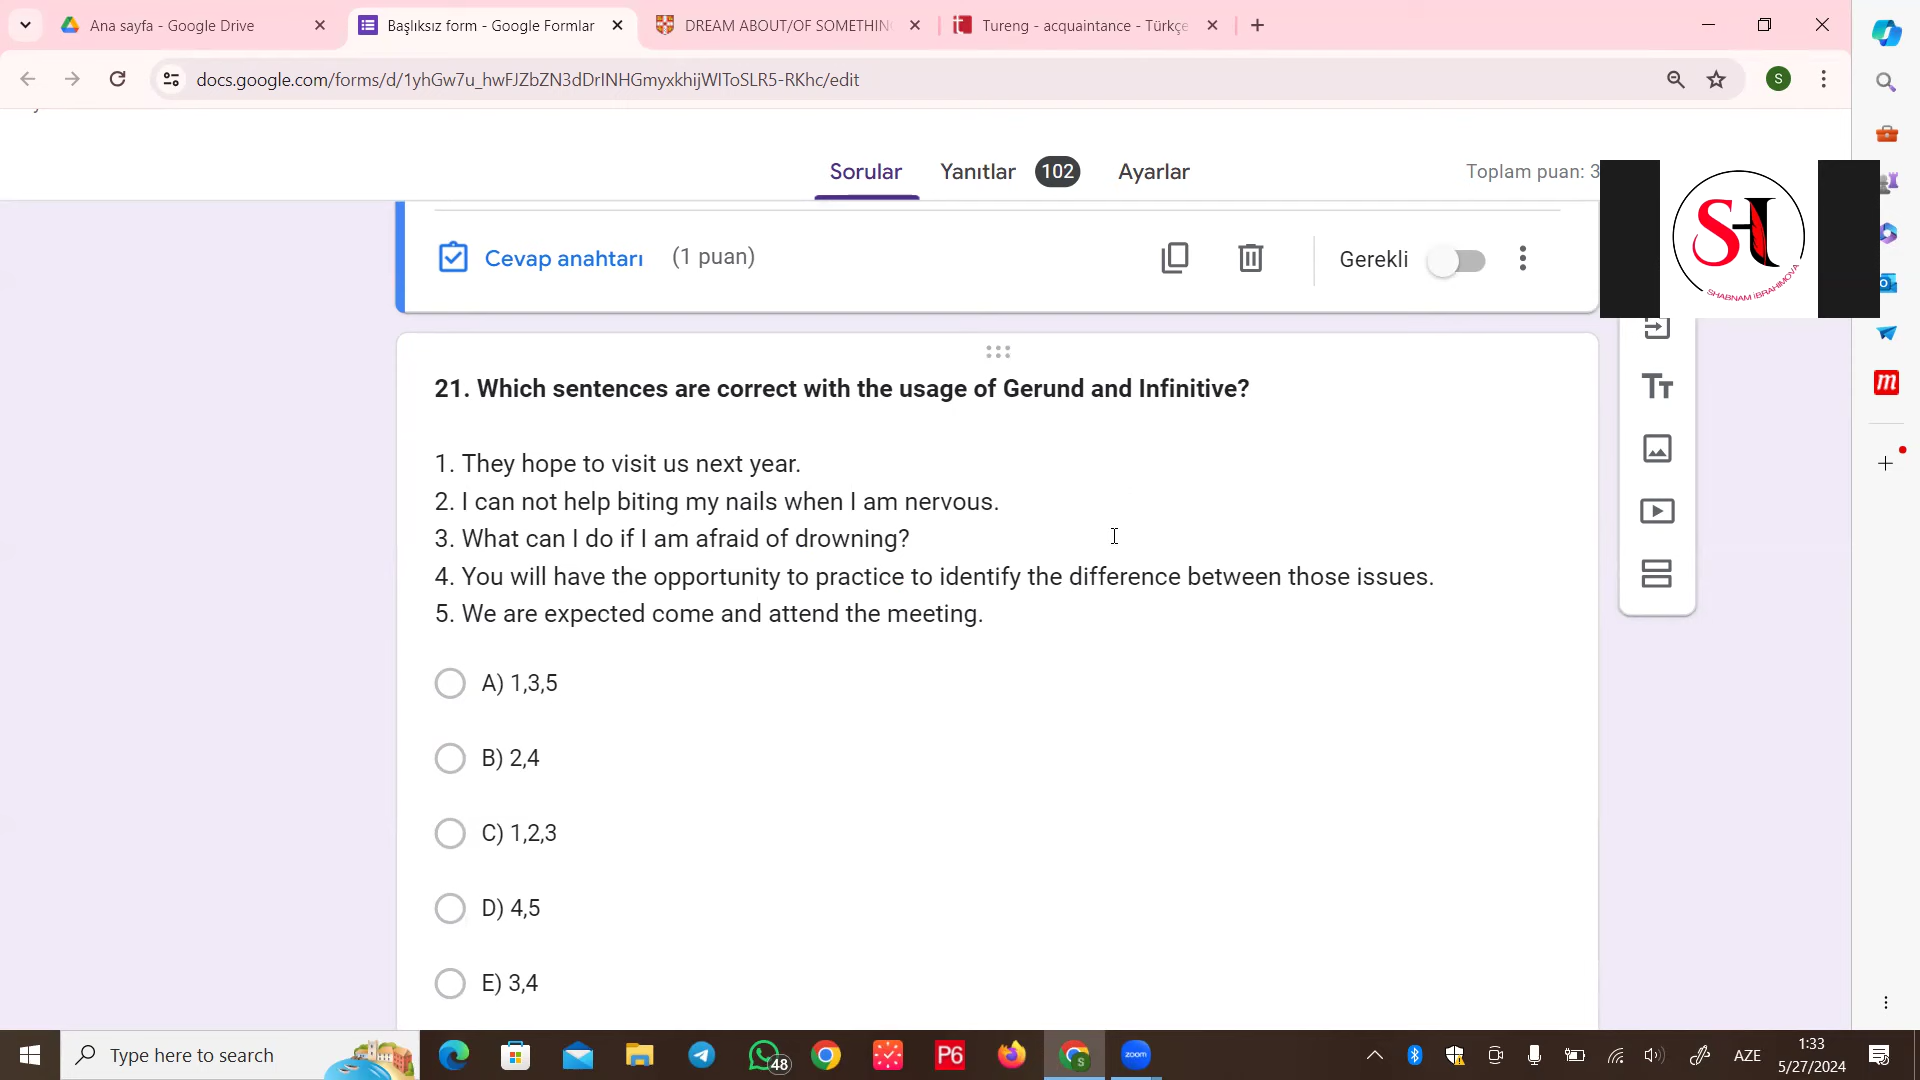 Ana sayfa - Google Drive
Başlıksız form - Google Formlar
DREAM ABOUT/OF SOMETHIN
Tureng - acquaintance - Türkçe
docs.google.com/forms/d/1yhGw7u_hwFJZbZN3dDrINHGmyxkhijWIToSLR5-RKhc/edit
S
Sorular
Yanıtlar
102
Ayarlar
Toplam puan: 3
SH
SHABNAM İBRAHIMOVA
Cevap anahtarı
(1 puan)
Gerekli
21. Which sentences are correct with the usage of Gerund and Infinitive?
1. They hope to visit us next year.
2. I can not help biting my nails when I am nervous.
3. What can I do if I am afraid of drowning?
4. You will have the opportunity to practice to identify the difference between those issues.
5. We are expected come and attend the meeting.
A) 1,3,5
B) 2,4
C) 1,2,3
D) 4,5
E) 3,4
Type here to search
48
P6
zoom
AZE
1:33
5/27/2024